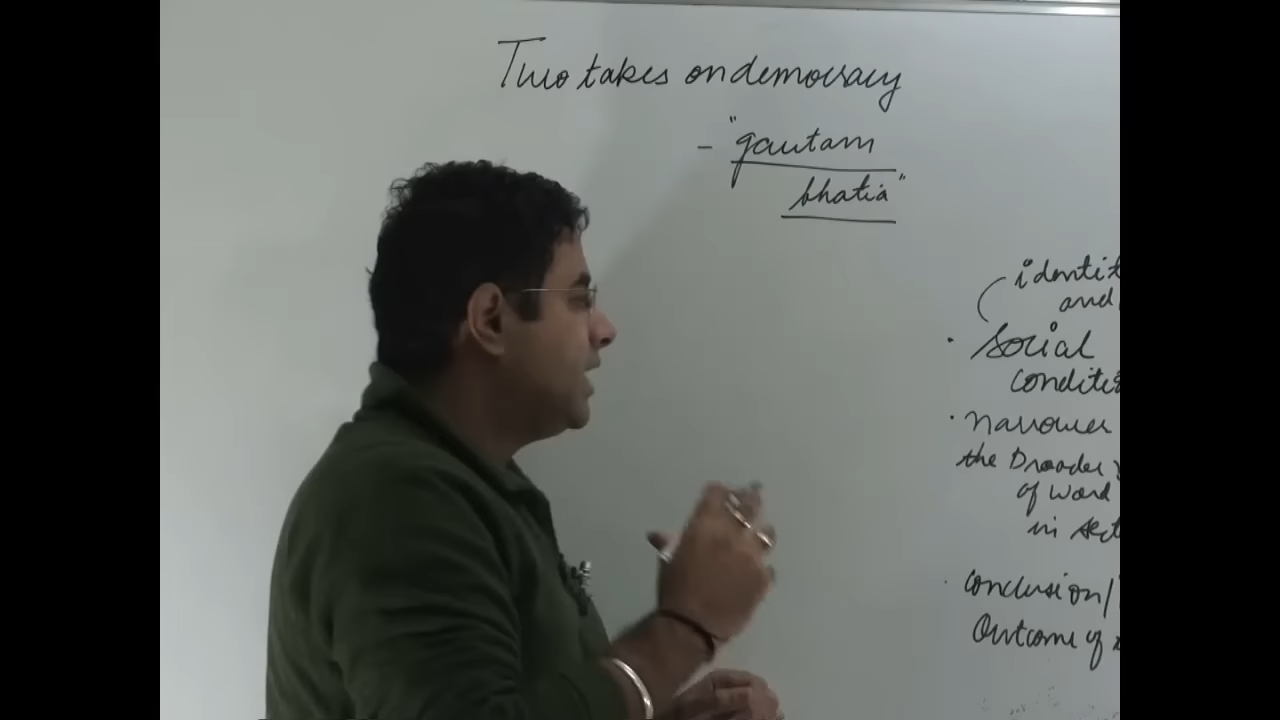 Two takes on democracy
- "gautam
bhatia"
identit
and
• Social
conditi
• narrower
the Broader
of word
in sect
• conclusion/
Outcome of